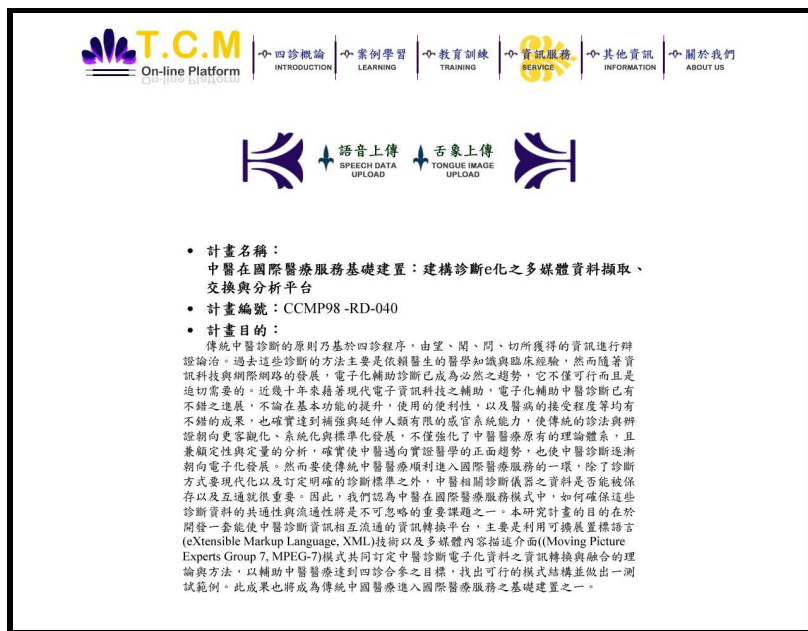 T.C.M
On-line Platform
四診概論 案例學習 教育訓練 資訊服務 其他資訊 關於我們
INTRODUCTION LEARNING TRAINING SERVICE INFORMATION ABOUT US
語音上傳 舌象上傳
SPEECH DATA UPLOAD TONGUE IMAGE UPLOAD
• 計畫名稱：
中醫在國際醫療服務基礎建置：建構診斷e化之多媒體資料擷取、
交換與分析平台
• 計畫編號：CCMP98 -RD-040
• 計畫目的：
傳統中醫診斷的原則乃基於四診程序，由望、聞、問、切所獲得的資訊進行辨
證論治。過去這些診斷的方法主要是依賴醫生的醫學知識與臨床經驗，然而隨著資
訊科技與網際網路的發展，電子化輔助診斷已成為必然之趨勢，它不僅可行而且是
迫切需要的。近幾十年來藉著現代電子資訊科技之輔助，電子化輔助中醫診斷已有
不錯之進展，不論在基本功能的提升，使用的便利性，以及醫病的接受程度等均有
不錯的成果，也確實達到補強與延伸人類有限的感官系統能力，使傳統的診法與辨
證朝向更客觀化、系統化與標準化發展，不僅強化了中醫醫療原有的理論體系，且
兼顧定性與定量的分析，確實使中醫邁向實證醫學的正面趨勢，也使中醫診斷逐漸
朝向電子化發展。然而要使傳統中醫醫療順利進入國際醫療服務的一環，除了診斷
方式要現代化以及訂定明確的診斷標準之外，中醫相關診斷儀器之資料是否能被保
存以及互通就很重要。因此，我們認為中醫在國際醫療服務模式中，如何確保這些
診斷資料的共通性與流通性將是不可忽略的重要課題之一。本研究計畫的目的在於
開發一套能使中醫診斷資訊相互流通的資訊轉換平台，主要是利用可擴展置標語言
(eXtensible Markup Language, XML)技術以及多媒體內容描述介面((Moving Picture
Experts Group 7, MPEG-7)模式共同訂定中醫診斷電子化資料之資訊轉換與融合的理
論與方法，以輔助中醫醫療達到四診合參之目標，找出可行的模式結構並做出一測
試範例。此成果也將成為傳統中國醫療進入國際醫療服務之基礎建置之一。